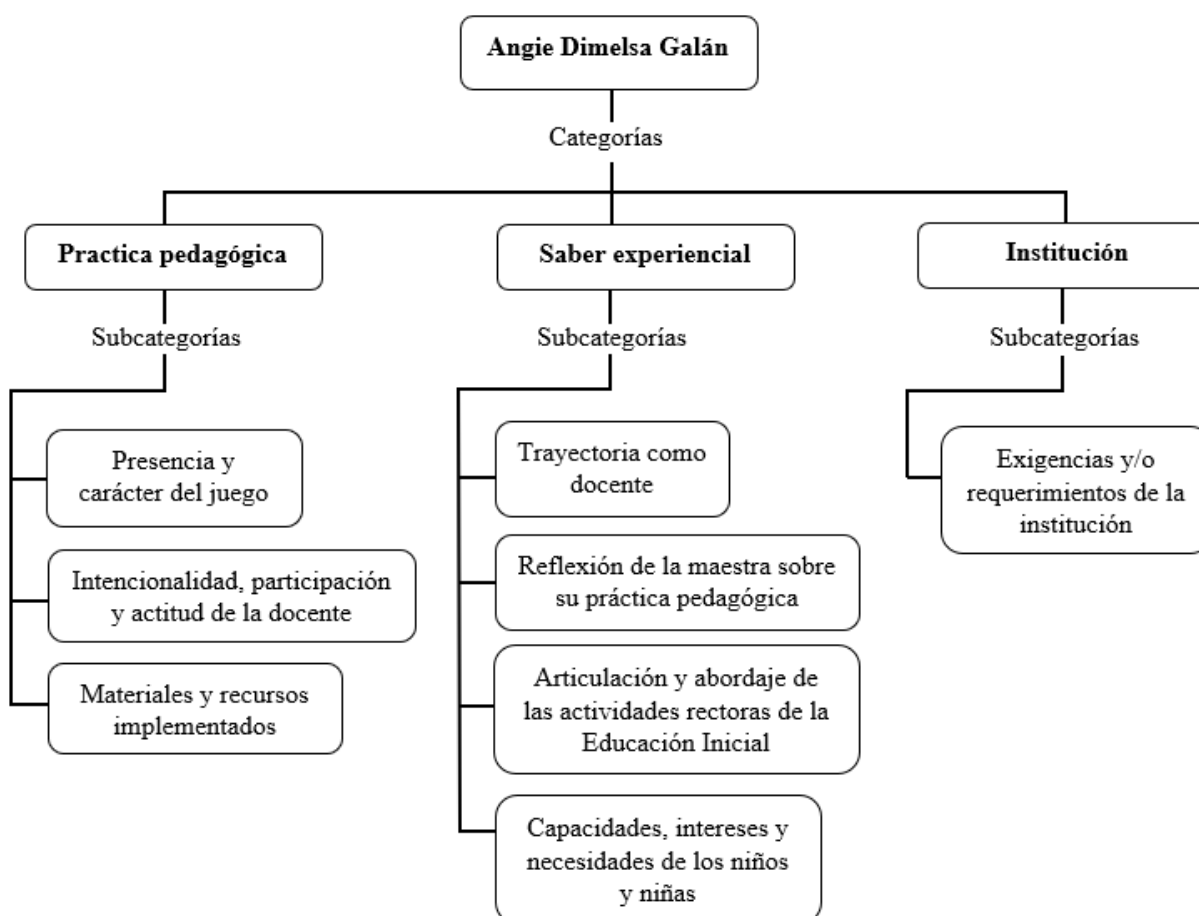 Angie Dimelsa Galán
Categorías
Practica pedagógica
Saber experiencial
Institución
Subcategorías
Subcategorías
Subcategorías
Presencia y
carácter del juego
Intencionalidad, participación
y actitud de la docente
Materiales y recursos
implementados
Trayectoria como
docente
Reflexión de la maestra sobre
su práctica pedagógica
Articulación y abordaje de
las actividades rectoras de la
Educación Inicial
Capacidades, intereses y
necesidades de los niños
y niñas
Exigencias y/o
requerimientos de la
institución